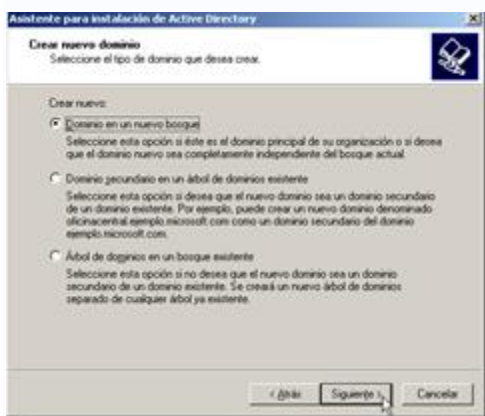 Asistente para instalación de Active Directory
Crear nuevo dominio
Seleccione el tipo de dominio que desea crear.
Crear nuevo:
Dominio en un nuevo bosque
Seleccione esta opción si éste es el dominio principal de su organización o si desea
que el dominio nuevo sea completamente independiente del bosque actual.
Dominio secundario en un árbol de dominios existente
Seleccione esta opción si desea que el nuevo dominio sea un dominio secundario
de un dominio existente. Por ejemplo, puede crear un nuevo dominio denominado
oficinacentral.ejemplo.microsoft.com como un dominio secundario del dominio
ejemplo.microsoft.com.
Árbol de dominios en un bosque existente
Seleccione esta opción si no desea que el nuevo dominio sea un dominio
secundario de un dominio existente. Se creará un nuevo árbol de dominios
separado de cualquier árbol ya existente.
< Atrás Siguiente > Cancelar